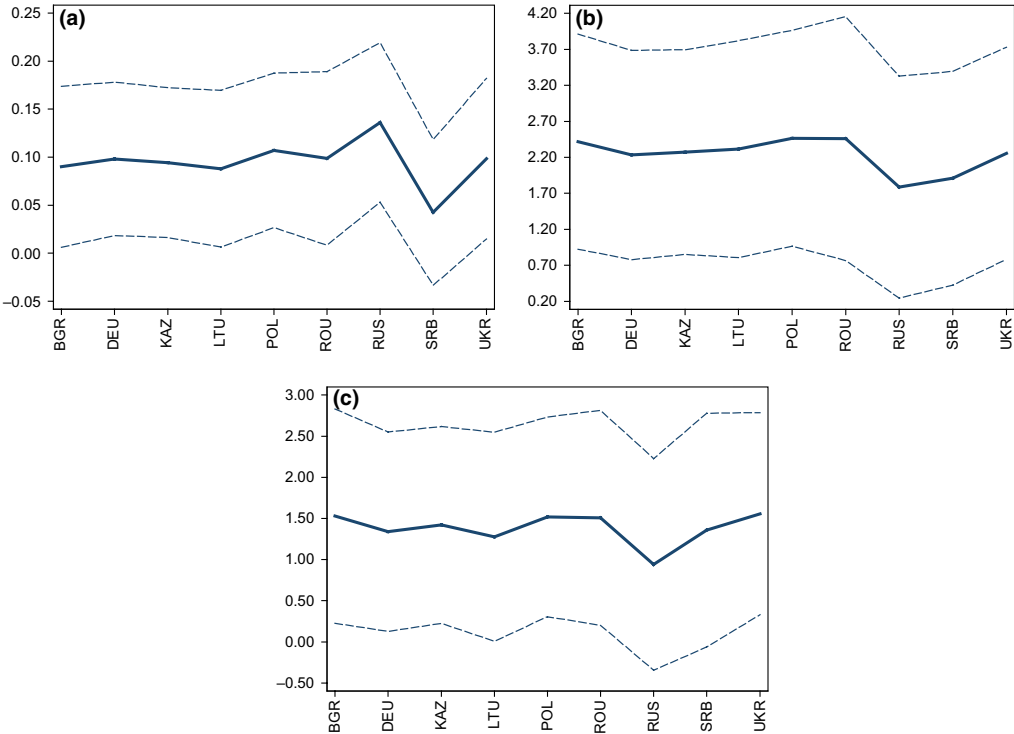 (a)
0.25
0.20
0.15
0.10
0.05
0.00
–0.05
BGR
DEU
KAZ
LTU
POL
ROU
RUS
SRB
UKR
(b)
4.20
3.70
3.20
2.70
2.20
1.70
1.20
0.70
0.20
BGR
DEU
KAZ
LTU
POL
ROU
RUS
SRB
UKR
(c)
3.00
2.50
2.00
1.50
1.00
0.50
0.00
–0.50
BGR
DEU
KAZ
LTU
POL
ROU
RUS
SRB
UKR